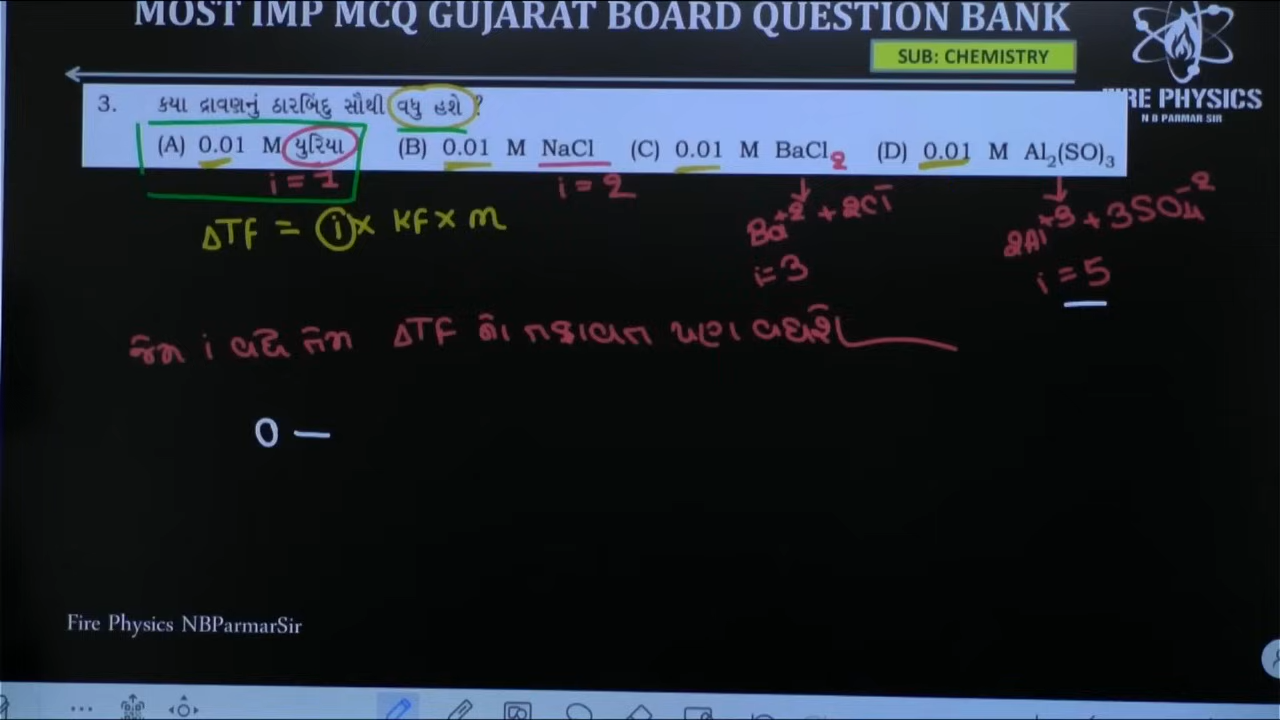 MOST IMP MCQ GUJARAT BOARD QUESTION BANK
SUB: CHEMISTRY
FIRE PHYSICS
N B PARMAR SIR
3. કયા દ્રાવણનું ઠારબિંદુ સૌથી વધુ હશે ?
(A) 0.01 M યુરિયા (B) 0.01 M NaCl (C) 0.01 M BaCl2 (D) 0.01 M Al₂(SO)₃
i = 1 i = 2
Ba⁺² + 2Cl⁻ 2Al⁺³ + 3SO₄⁻²
ΔTF = i × KF × m
i = 3 i = 5
જેમ i વધે તેમ ΔTF નો તફાવત પણ વધશે
0 —
Fire Physics NBParmarSir